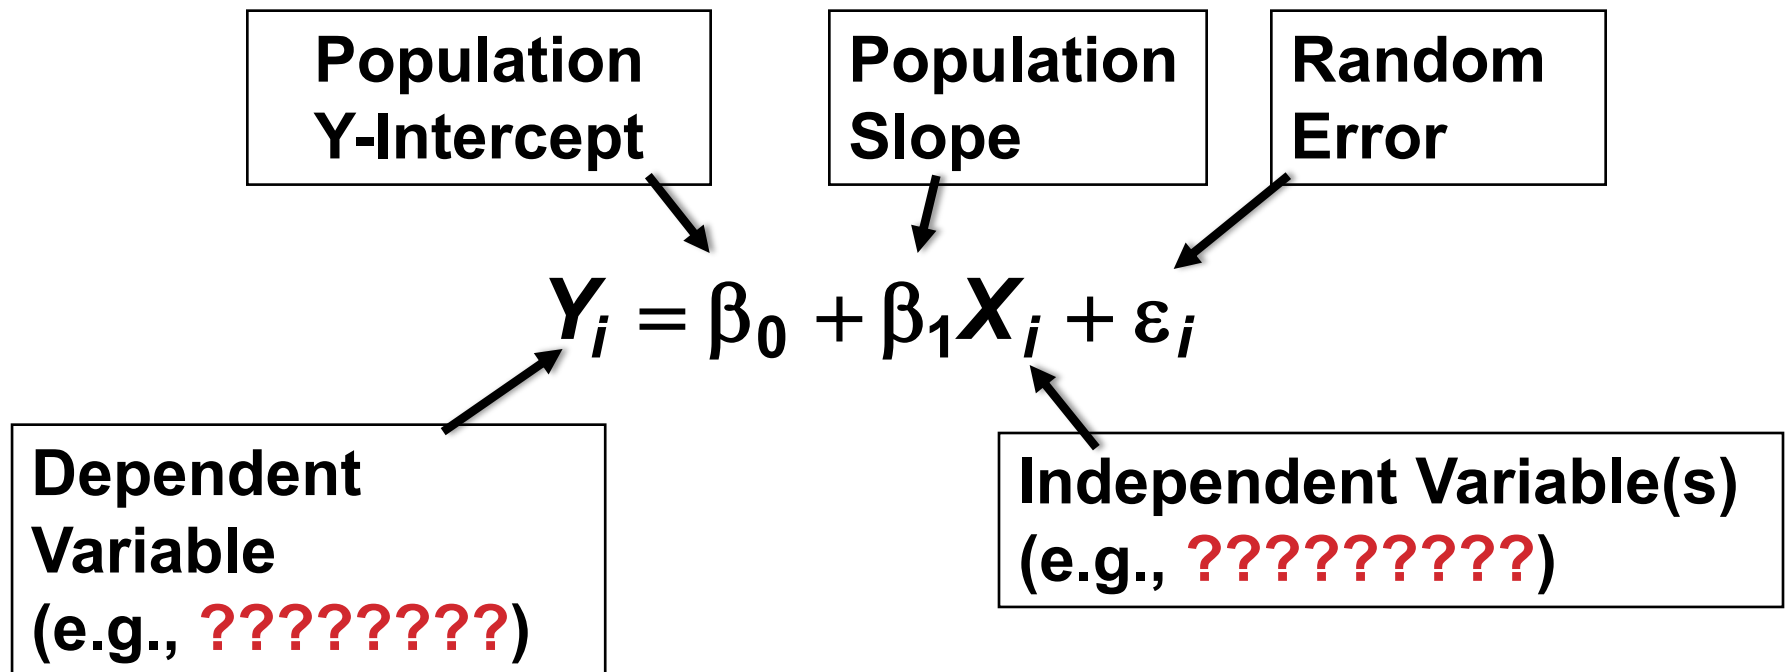 Population
Y-Intercept
Population
Slope
Random
Error
Yᵢ = β₀ + β₁Xᵢ + εᵢ
Dependent
Variable
(e.g., ????????)
Independent Variable(s)
(e.g., ?????????)